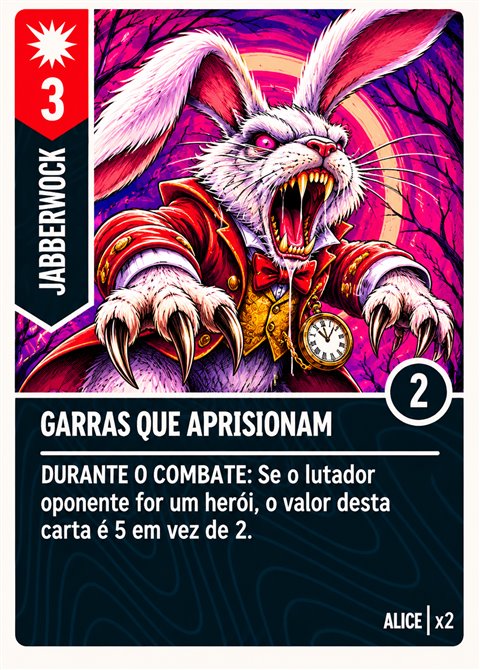 3
JABBERWOCK
2
GARRAS QUE APRISIONAM
DURANTE O COMBATE: Se o lutador
oponente for um herói, o valor desta
carta é 5 em vez de 2.
ALICE | x2